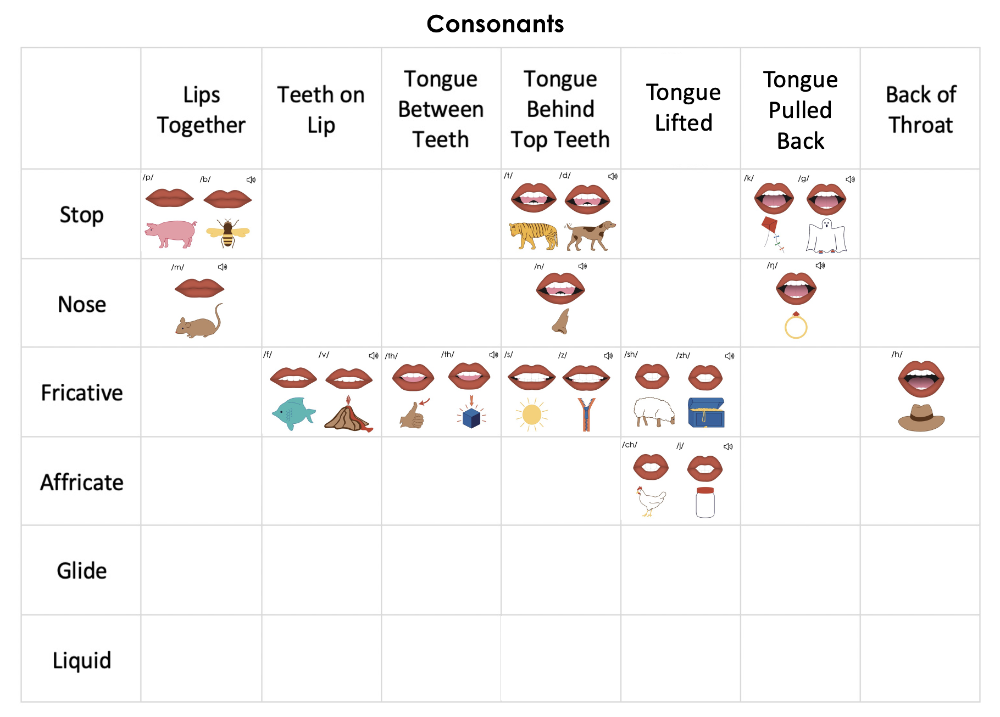 Consonants
Lips
Together
Teeth on
Lip
Tongue
Between
Teeth
Tongue
Behind
Top Teeth
Tongue
Lifted
Tongue
Pulled
Back
Back of
Throat
Stop
/p/ /b/
/t/ /d/
/k/ /g/
Nose
/m/
/n/
/ŋ/
Fricative
/f/ /v/
/th/ /th/
/s/ /z/
/sh/ /zh/
/h/
Affricate
/ch/ /j/
Glide
Liquid